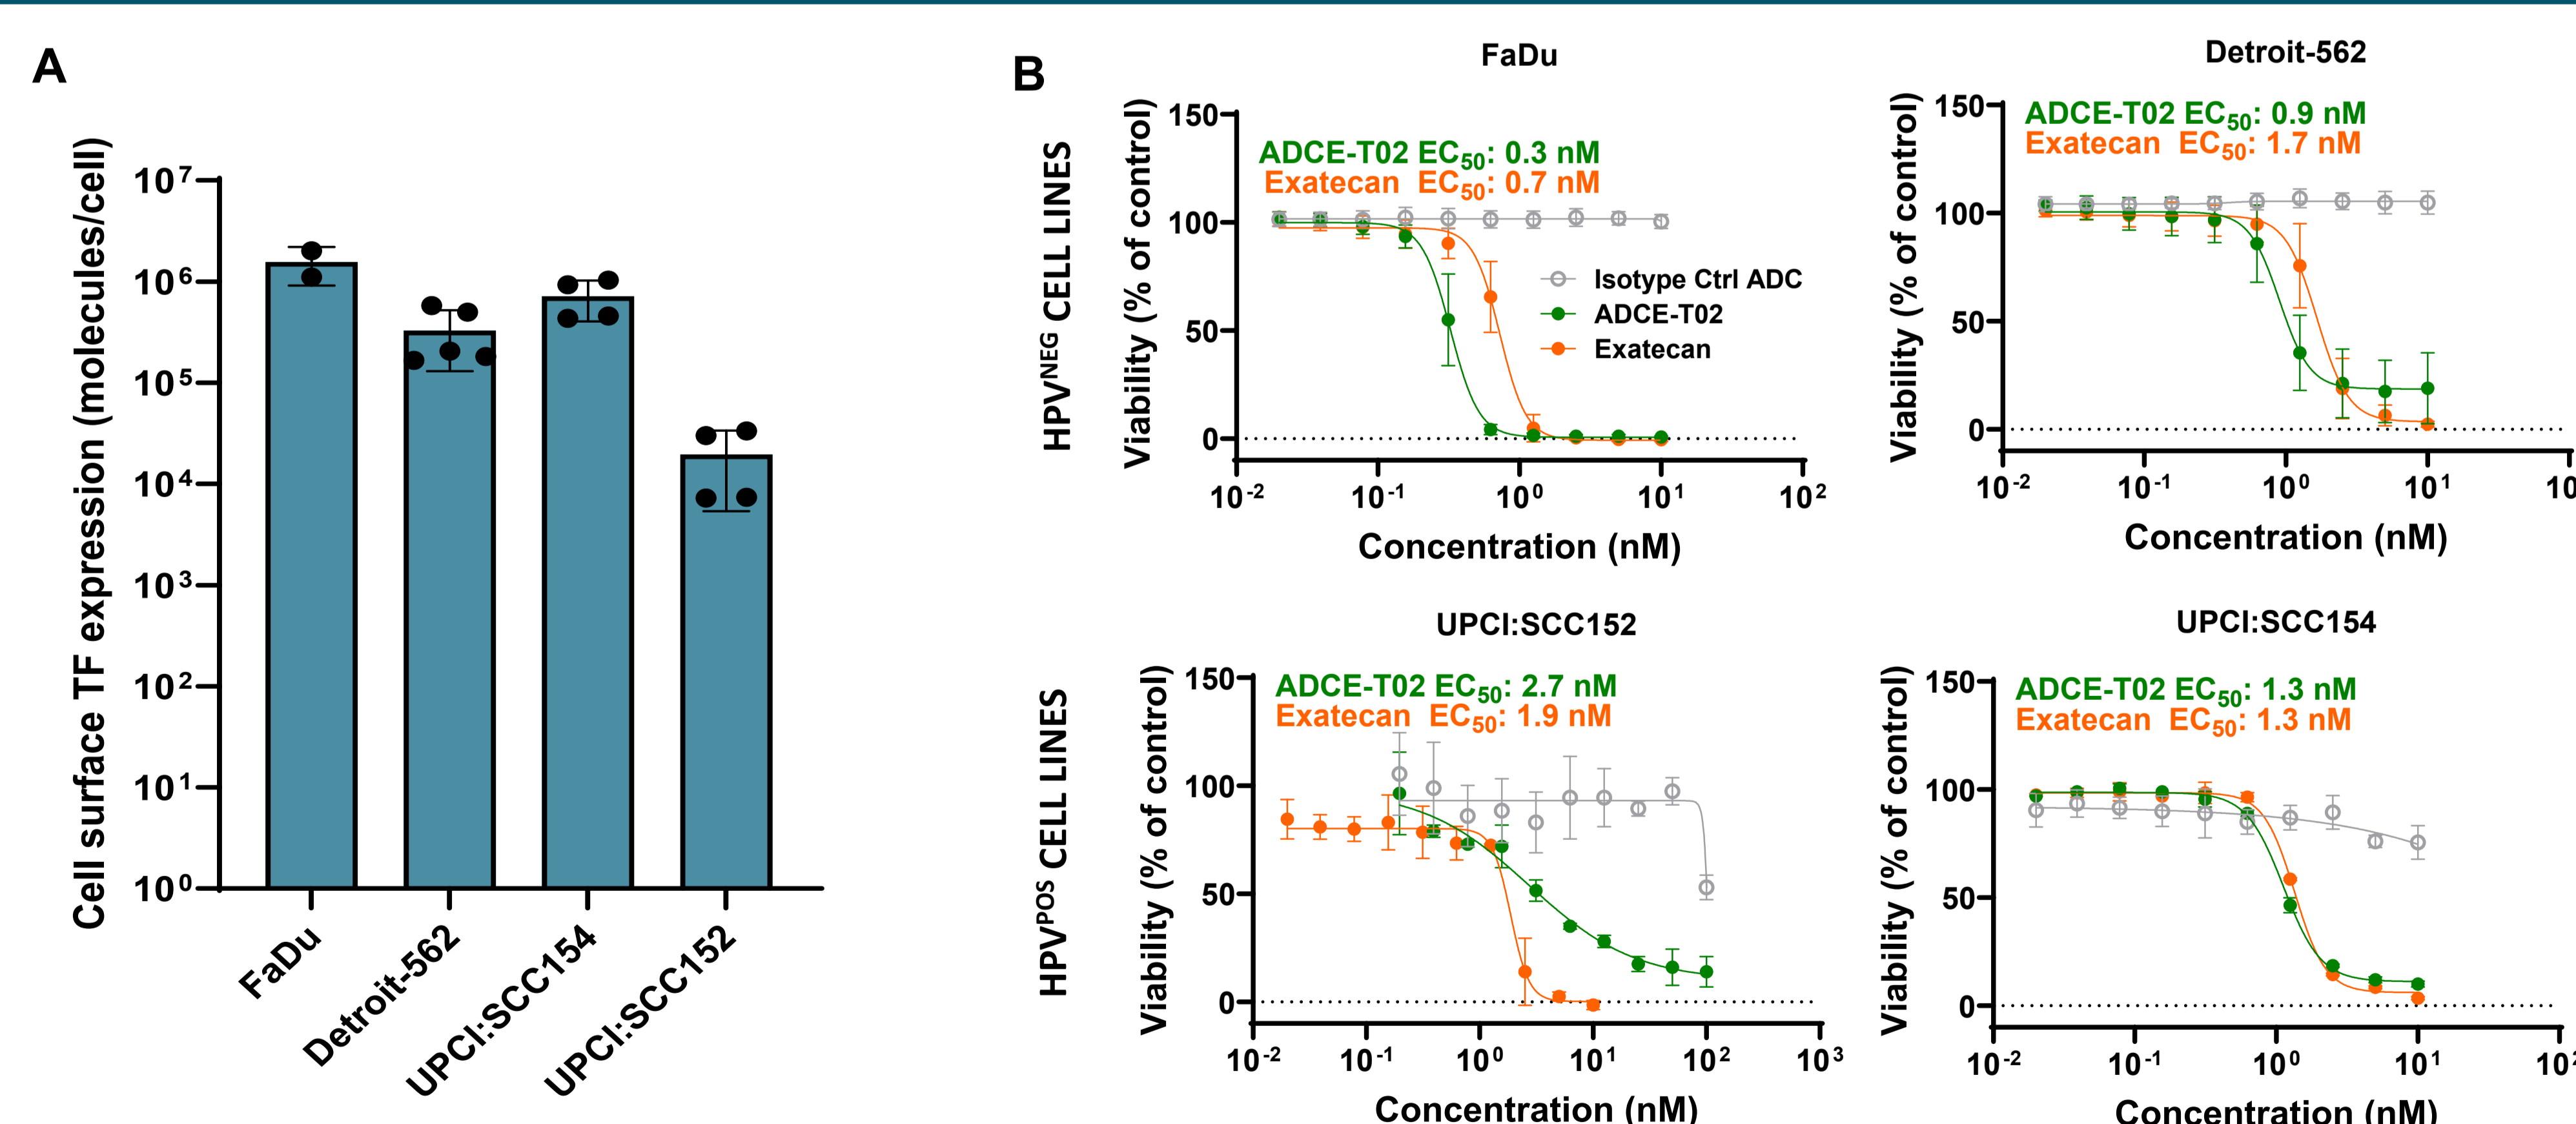 A
Cell surface TF expression (molecules/cell)
10⁷
10⁶
10⁵
10⁴
10³
10²
10¹
10⁰
FaDu
Detroit-562
UPCI:SCC154
UPCI:SCC152
B
HPVᴺᴱᴳ CELL LINES
FaDu
Viability (% of control)
150
100
50
0
ADCE-T02 EC₅₀: 0.3 nM
Exatecan EC₅₀: 0.7 nM
Isotype Ctrl ADC
ADCE-T02
Exatecan
10⁻² 10⁻¹ 10⁰ 10¹ 10²
Concentration (nM)
Detroit-562
Viability (% of control)
150
100
50
0
ADCE-T02 EC₅₀: 0.9 nM
Exatecan EC₅₀: 1.7 nM
10⁻² 10⁻¹ 10⁰ 10¹ 10
Concentration (nM)
HPVᴾᴼˢ CELL LINES
UPCI:SCC152
Viability (% of control)
150
100
50
0
ADCE-T02 EC₅₀: 2.7 nM
Exatecan EC₅₀: 1.9 nM
10⁻² 10⁻¹ 10⁰ 10¹ 10² 10³
Concentration (nM)
UPCI:SCC154
Viability (% of control)
150
100
50
0
ADCE-T02 EC₅₀: 1.3 nM
Exatecan EC₅₀: 1.3 nM
10⁻² 10⁻¹ 10⁰ 10¹ 10²
Concentration (nM)